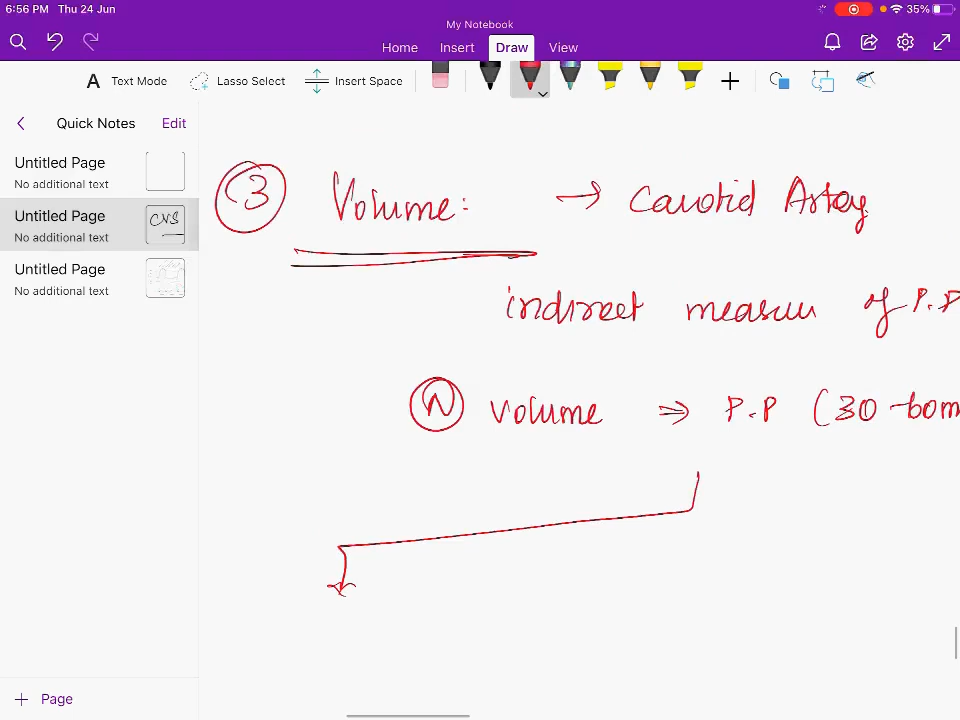 6:56 PM Thu 24 Jun
35%
My Notebook
Home Insert Draw View
A Text Mode Lasso Select Insert Space
Quick Notes Edit
Untitled Page
No additional text
Untitled Page
No additional text
CNS
Untitled Page
No additional text
3 Volume: → Carotid Artery
indirect measure of P.P
N volume ⇒ P.P (30-60m
+ Page